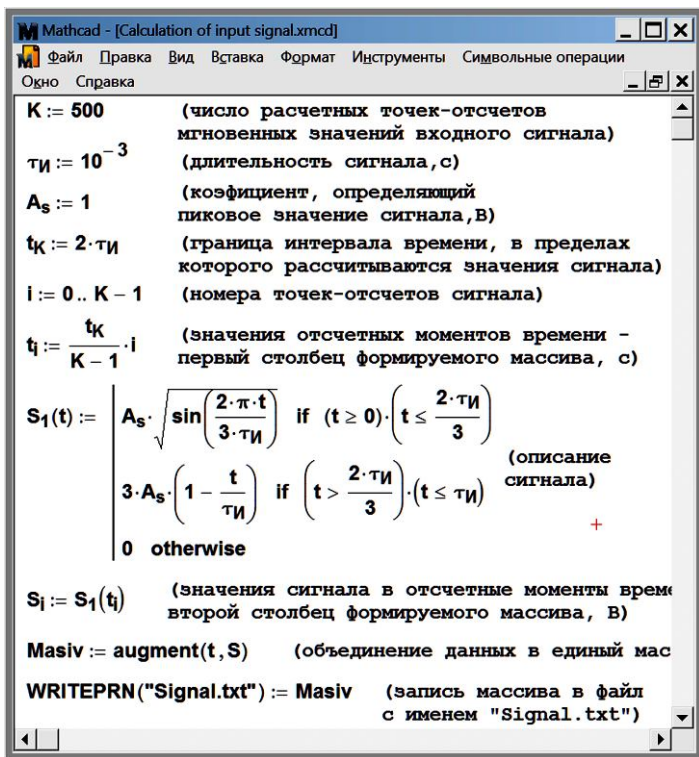 Mathcad - [Calculation of input signal.xmcd]
Файл Правка Вид Вставка Формат Инструменты Символьные операции
Окно Справка
K := 500 (число расчетных точек-отсчетов
мгновенных значений входного сигнала)
τИ := 10^-3 (длительность сигнала,с)
As := 1 (коэфициент, определяющий
пиковое значение сигнала,В)
tK := 2·τИ (граница интервала времени, в пределах
которого рассчитываются значения сигнала)
i := 0.. K − 1 (номера точек-отсчетов сигнала)
ti := tK/(K − 1)·i (значения отсчетных моментов времени -
первый столбец формируемого массива, с)
S1(t) := | As·√sin(2·π·t/(3·τИ)) if (t ≥ 0)·(t ≤ 2·τИ/3)
3·As·(1 − t/τИ) if (t > 2·τИ/3)·(t ≤ τИ) (описание
сигнала)
0 otherwise
Si := S1(ti) (значения сигнала в отсчетные моменты време
второй столбец формируемого массива, В)
Masiv := augment(t,S) (объединение данных в единый мас
WRITEPRN("Signal.txt") := Masiv (запись массива в файл
с именем "Signal.txt")